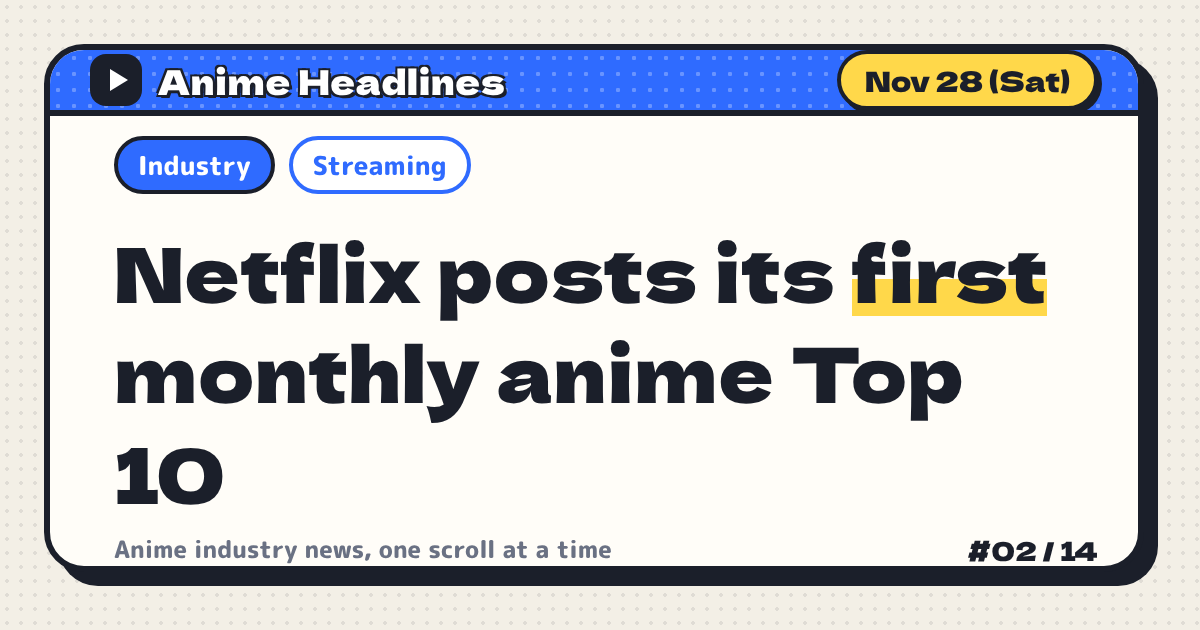 Anime Headlines
Nov 28 (Sat)
Industry
Streaming
Netflix posts its first
monthly anime Top
10
Anime industry news, one scroll at a time
#02 / 14